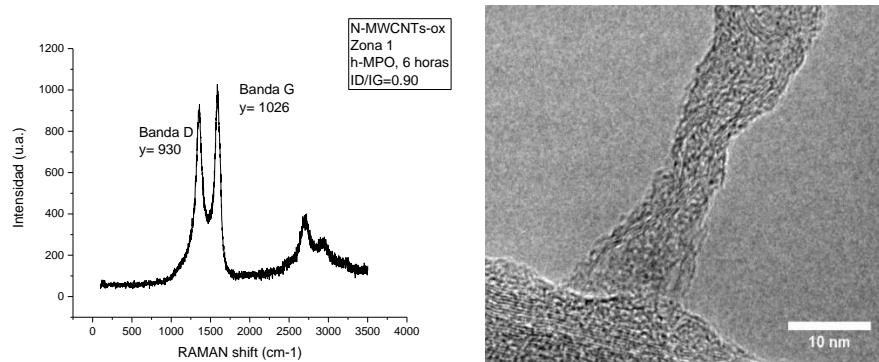 N-MWCNTs-ox
Zona 1
h-MPO, 6 horas
ID/IG=0.90
Banda G
y= 1026
Banda D
y= 930
Intensidad (u.a.)
1200
1000
800
600
400
200
0
0 500 1000 1500 2000 2500 3000 3500 4000
RAMAN shift (cm-1)
10 nm